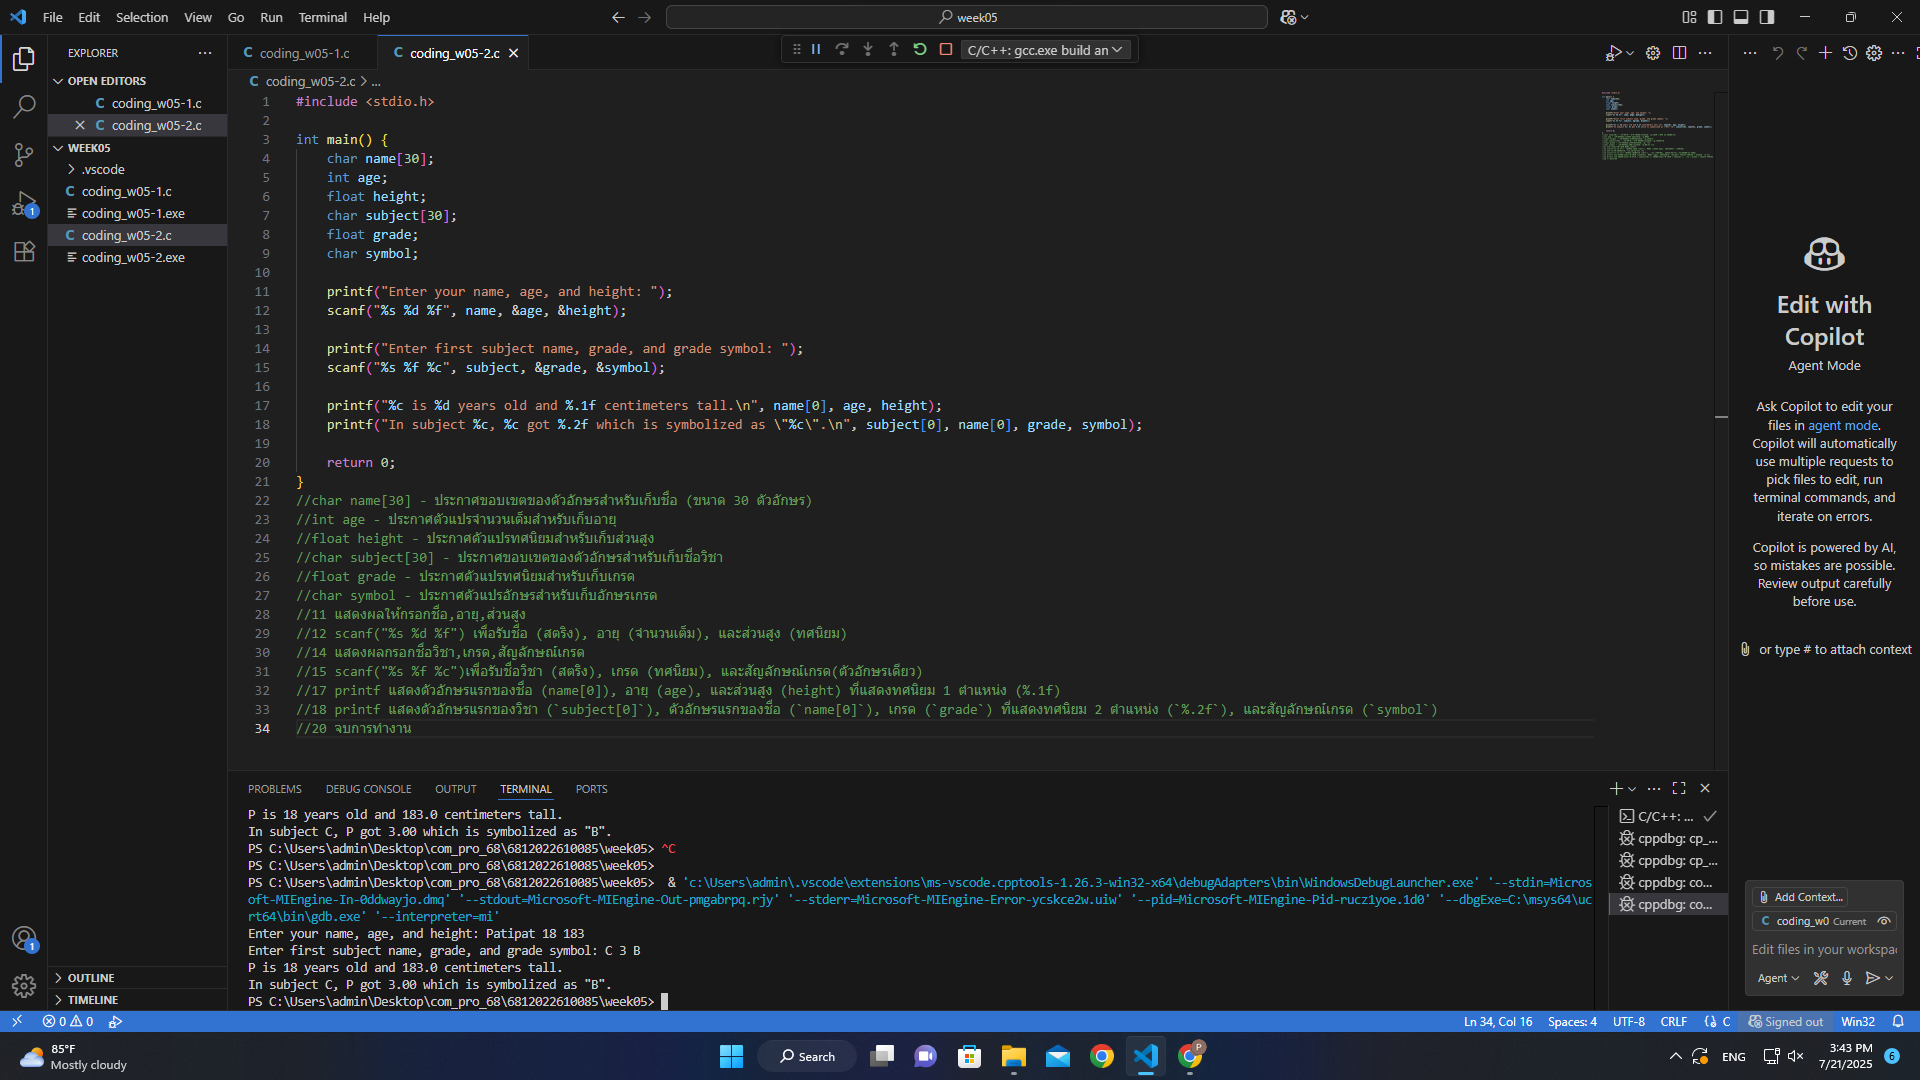 File Edit Selection View Go Run Terminal Help
week05
EXPLORER
OPEN EDITORS
coding_w05-1.c
coding_w05-2.c
WEEK05
.vscode
coding_w05-1.c
coding_w05-1.exe
coding_w05-2.c
coding_w05-2.exe
OUTLINE
TIMELINE
coding_w05-1.c
coding_w05-2.c
C/C++: gcc.exe build an
coding_w05-2.c > ...
1 #include <stdio.h>
2
3 int main() {
4 char name[30];
5 int age;
6 float height;
7 char subject[30];
8 float grade;
9 char symbol;
10
11 printf("Enter your name, age, and height: ");
12 scanf("%s %d %f", name, &age, &height);
13
14 printf("Enter first subject name, grade, and grade symbol: ");
15 scanf("%s %f %c", subject, &grade, &symbol);
16
17 printf("%c is %d years old and %.1f centimeters tall.\n", name[0], age, height);
18 printf("In subject %c, %c got %.2f which is symbolized as \"%c\".\n", subject[0], name[0], grade, symbol);
19
20 return 0;
21 }
22 //char name[30] - ประกาศขอบเขตของตัวอักษรสำหรับเก็บชื่อ (ขนาด 30 ตัวอักษร)
23 //int age - ประกาศตัวแปรจำนวนเต็มสำหรับเก็บอายุ
24 //float height - ประกาศตัวแปรทศนิยมสำหรับเก็บส่วนสูง
25 //char subject[30] - ประกาศขอบเขตของตัวอักษรสำหรับเก็บชื่อวิชา
26 //float grade - ประกาศตัวแปรทศนิยมสำหรับเก็บเกรด
27 //char symbol - ประกาศตัวแปรอักษรสำหรับเก็บอักษรเกรด
28 //11 แสดงผลให้กรอกชื่อ,อายุ,ส่วนสูง
29 //12 scanf("%s %d %f") เพื่อรับชื่อ (สตริง), อายุ (จำนวนเต็ม), และส่วนสูง (ทศนิยม)
30 //14 แสดงผลกรอกชื่อวิชา,เกรด,สัญลักษณ์เกรด
31 //15 scanf("%s %f %c")เพื่อรับชื่อวิชา (สตริง), เกรด (ทศนิยม), และสัญลักษณ์เกรด(ตัวอักษรเดียว)
32 //17 printf แสดงตัวอักษรแรกของชื่อ (name[0]), อายุ (age), และส่วนสูง (height) ที่แสดงทศนิยม 1 ตำแหน่ง (%.1f)
33 //18 printf แสดงตัวอักษรแรกของวิชา (`subject[0]`), ตัวอักษรแรกของชื่อ (`name[0]`), เกรด (`grade`) ที่แสดงทศนิยม 2 ตำแหน่ง (`%.2f`), และสัญลักษณ์เกรด (`symbol`)
34 //20 จบการทำงาน
PROBLEMS DEBUG CONSOLE OUTPUT TERMINAL PORTS
P is 18 years old and 183.0 centimeters tall.
In subject C, P got 3.00 which is symbolized as "B".
PS C:\Users\admin\Desktop\com_pro_68\6812022610085\week05> ^C
PS C:\Users\admin\Desktop\com_pro_68\6812022610085\week05>
PS C:\Users\admin\Desktop\com_pro_68\6812022610085\week05> & 'c:\Users\admin\.vscode\extensions\ms-vscode.cpptools-1.26.3-win32-x64\debugAdapters\bin\WindowsDebugLauncher.exe' '--stdin=Micros
oft-MIEngine-In-0ddwayjo.dmq' '--stdout=Microsoft-MIEngine-Out-pmgabrpq.rjy' '--stderr=Microsoft-MIEngine-Error-ycskce2w.uiw' '--pid=Microsoft-MIEngine-Pid-rucz1yoe.1d0' '--dbgExe=C:\msys64\uc
rt64\bin\gdb.exe' '--interpreter=mi'
Enter your name, age, and height: Patipat 18 183
Enter first subject name, grade, and grade symbol: C 3 B
P is 18 years old and 183.0 centimeters tall.
In subject C, P got 3.00 which is symbolized as "B".
PS C:\Users\admin\Desktop\com_pro_68\6812022610085\week05>
C/C++: ...
cppdbg: cp_...
cppdbg: cp_...
cppdbg: co...
cppdbg: co...
Edit with
Copilot
Agent Mode
Ask Copilot to edit your
files in agent mode.
Copilot will automatically
use multiple requests to
pick files to edit, run
terminal commands, and
iterate on errors.
Copilot is powered by AI,
so mistakes are possible.
Review output carefully
before use.
or type # to attach context
Add Context...
coding_w0 Current
Edit files in your workspac
Agent
0 0
Ln 34, Col 16 Spaces: 4 UTF-8 CRLF {} C Signed out Win32
85°F
Mostly cloudy
Search
ENG
3:43 PM
7/21/2025
6